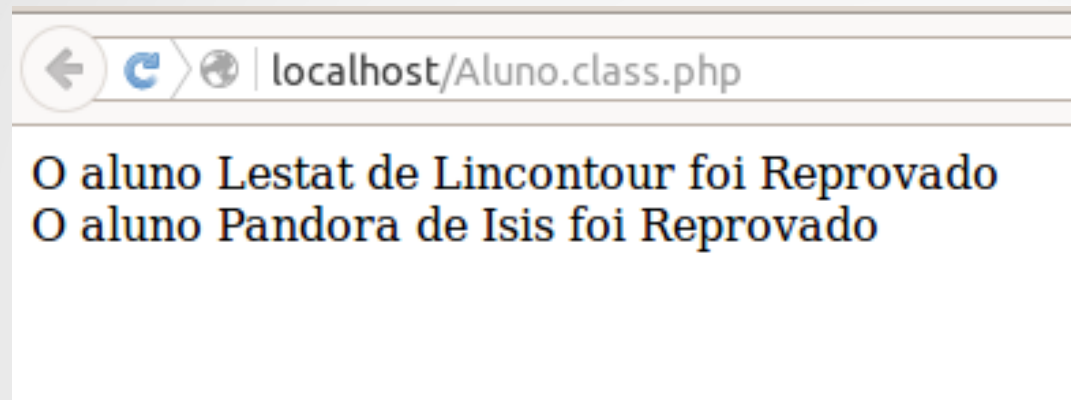 localhost/Aluno.class.php
O aluno Lestat de Lincontour foi Reprovado
O aluno Pandora de Isis foi Reprovado